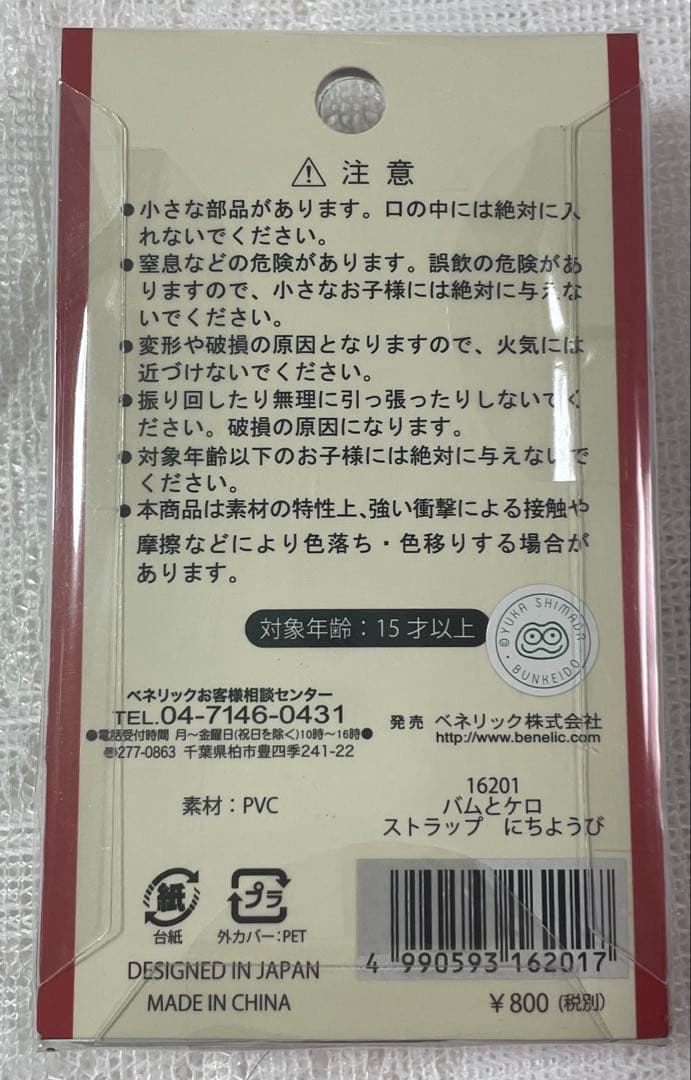 注意
●小さな部品があります。口の中には絶対に入
れないでください。
●窒息などの危険があります。誤飲の危険があ
りますので、小さなお子様には絶対に与えな
いでください。
●変形や破損の原因となりますので、火気には
近づけないでください。
●振り回したり無理に引っ張ったりしないでく
ださい。破損の原因になります。
●対象年齢以下のお子様には絶対に与えないで
ください。
●本商品は素材の特性上、強い衝撃による接触や
摩擦などにより色落ち・色移りする場合が
あります。
対象年齢：15才以上
©YUKA SHIMADA
BUNKEIDO
ベネリックお客様相談センター
TEL.04-7146-0431
●電話受付時間 月～金曜日(祝日を除く)10時～16時●
〒277-0863 千葉県柏市豊四季241-22
発売 ベネリック株式会社
http://www.benelic.com
素材：PVC
16201
バムとケロ
ストラップ にちようび
紙
台紙
プラ
外カバー：PET
DESIGNED IN JAPAN
MADE IN CHINA
4 990593 162017
¥800（税別）